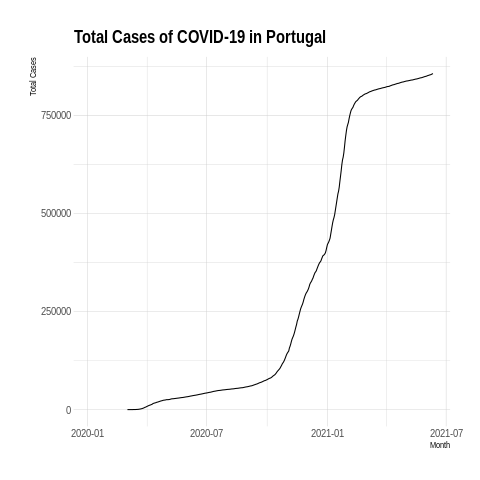 Total Cases of COVID-19 in Portugal
Total Cases
750000
500000
250000
0
2020-01 2020-07 2021-01 2021-07
Month